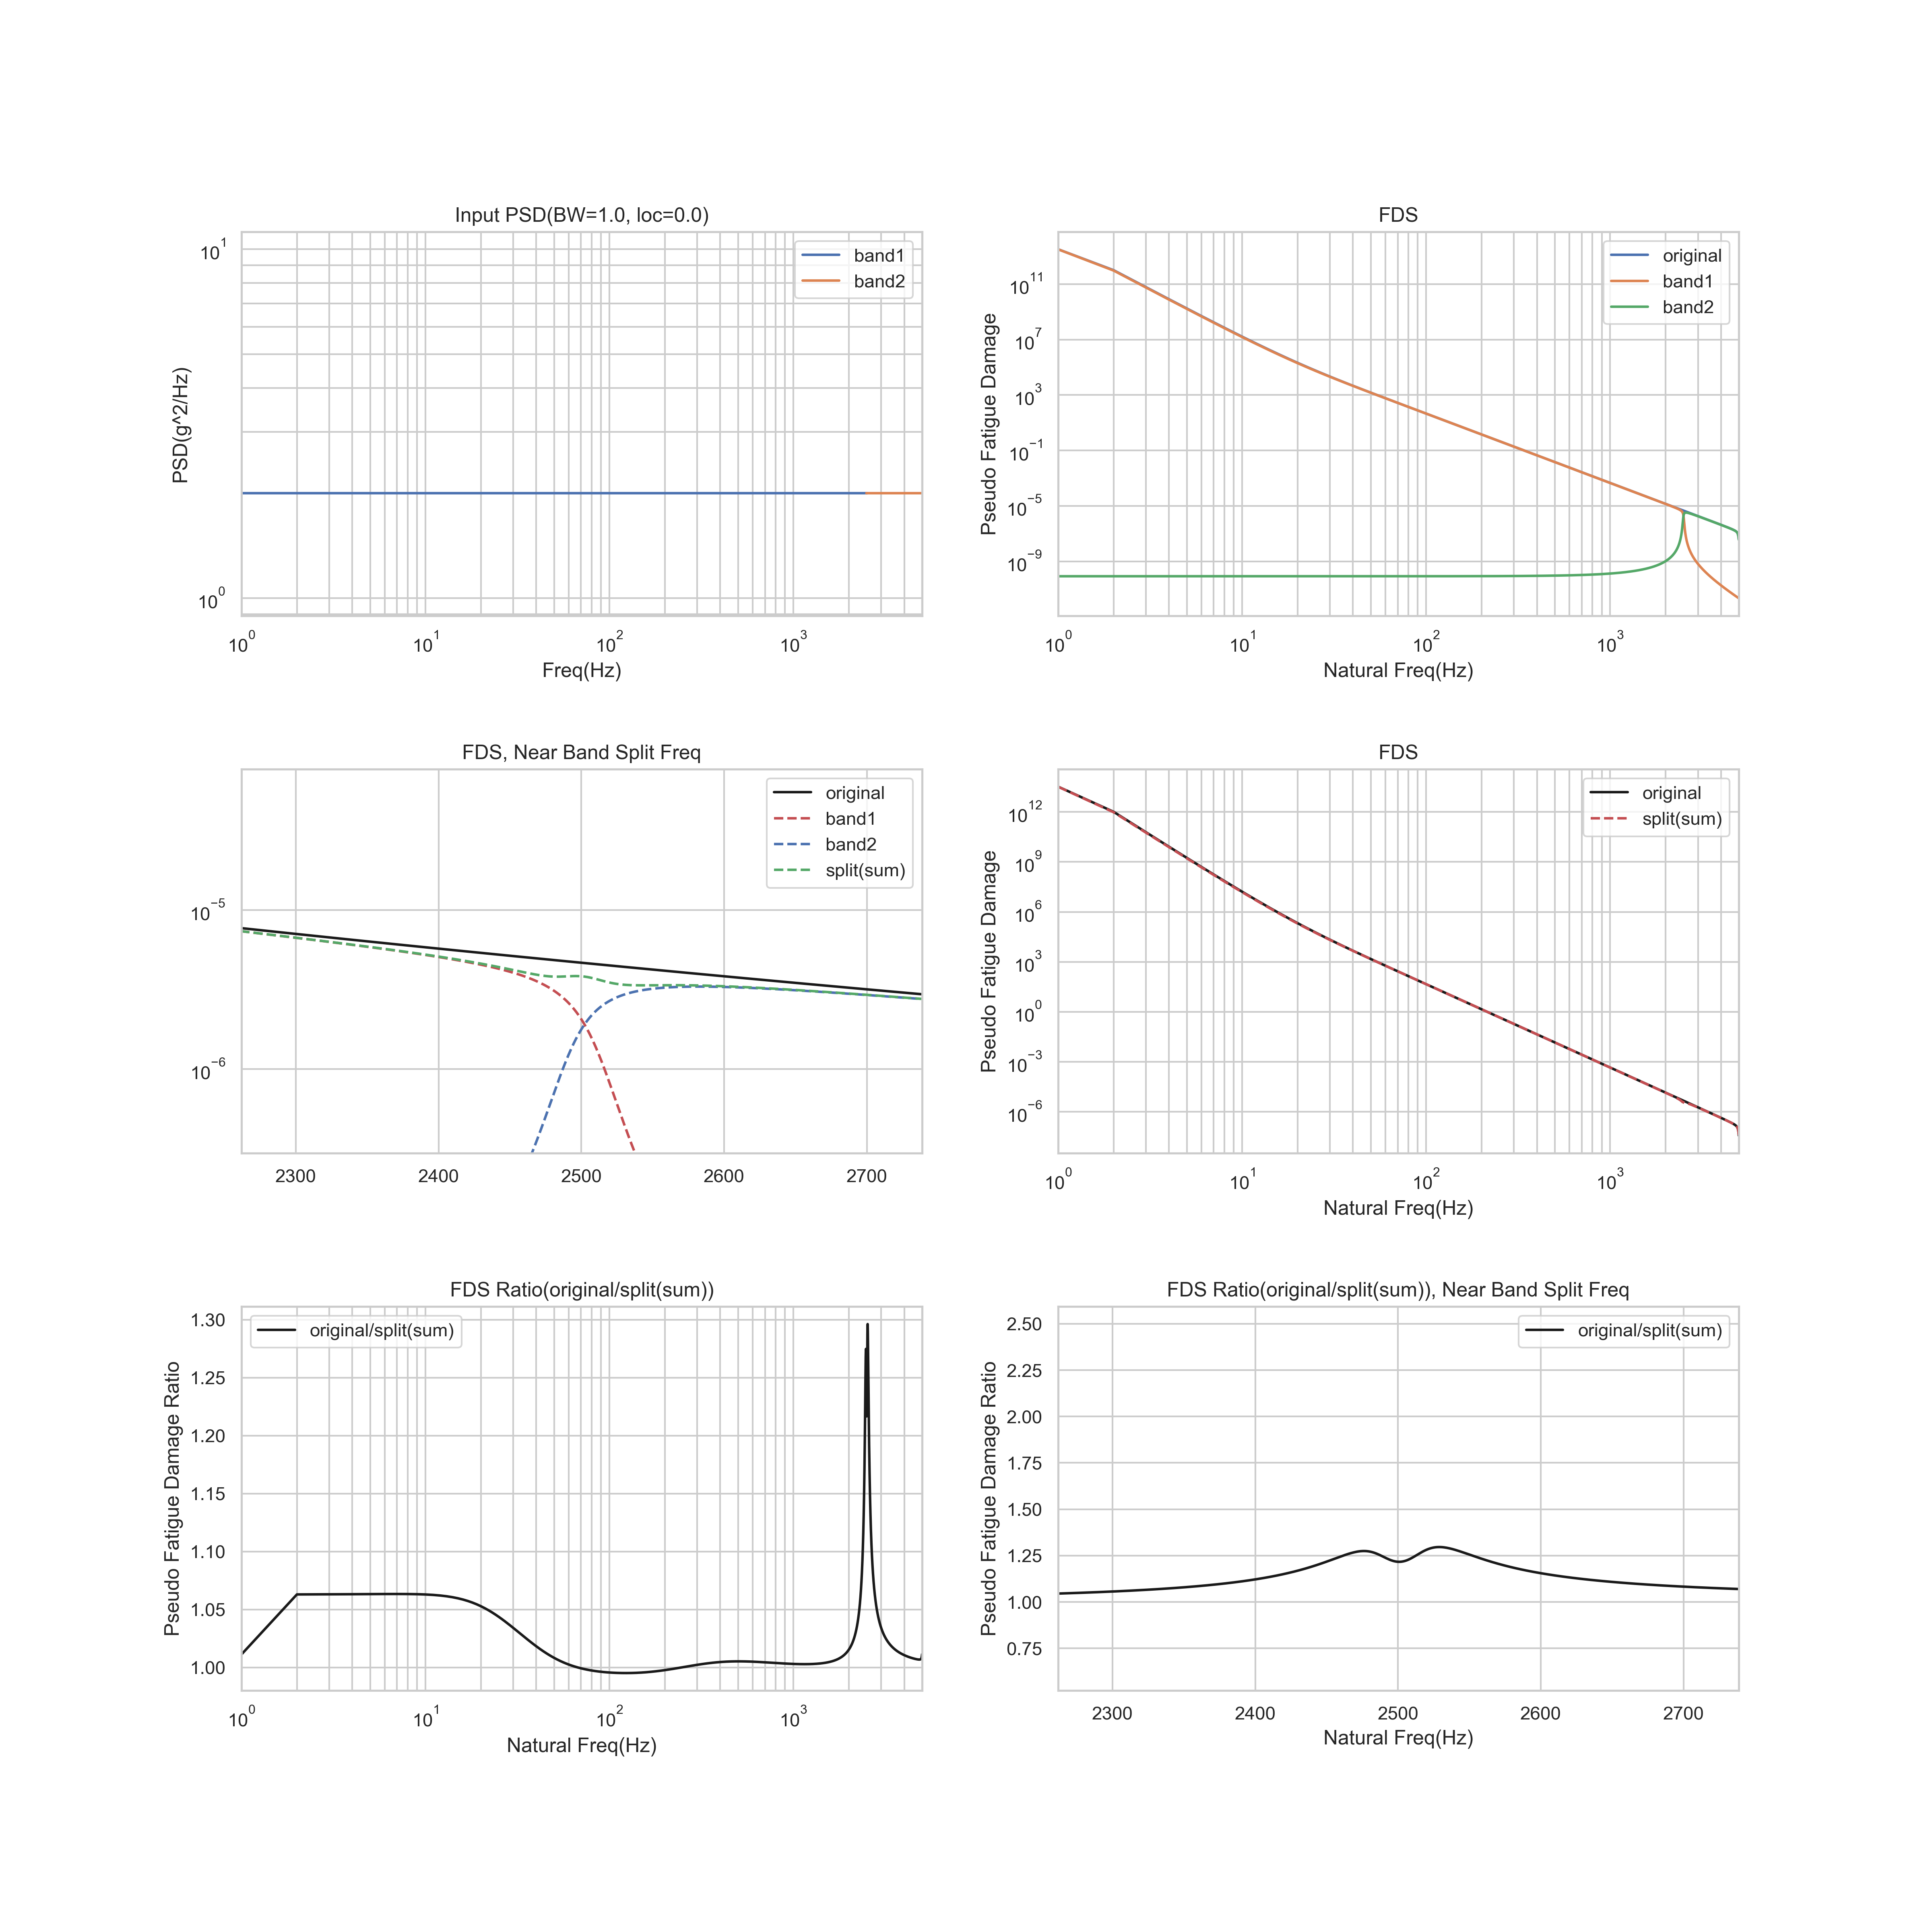 Input PSD(BW=1.0, loc=0.0)
PSD(g^2/Hz)
10^1
10^0
band1
band2
10^0 10^1 10^2 10^3
Freq(Hz)
FDS
Pseudo Fatigue Damage
10^11
10^7
10^3
10^−1
10^−5
10^−9
original
band1
band2
10^0 10^1 10^2 10^3
Natural Freq(Hz)
FDS, Near Band Split Freq
10^−5
10^−6
original
band1
band2
split(sum)
2300 2400 2500 2600 2700
FDS
Pseudo Fatigue Damage
10^12
10^9
10^6
10^3
10^0
10^−3
10^−6
original
split(sum)
10^0 10^1 10^2 10^3
Natural Freq(Hz)
FDS Ratio(original/split(sum))
Pseudo Fatigue Damage Ratio
1.30
1.25
1.20
1.15
1.10
1.05
1.00
original/split(sum)
10^0 10^1 10^2 10^3
Natural Freq(Hz)
FDS Ratio(original/split(sum)), Near Band Split Freq
Pseudo Fatigue Damage Ratio
2.50
2.25
2.00
1.75
1.50
1.25
1.00
0.75
original/split(sum)
2300 2400 2500 2600 2700
Natural Freq(Hz)